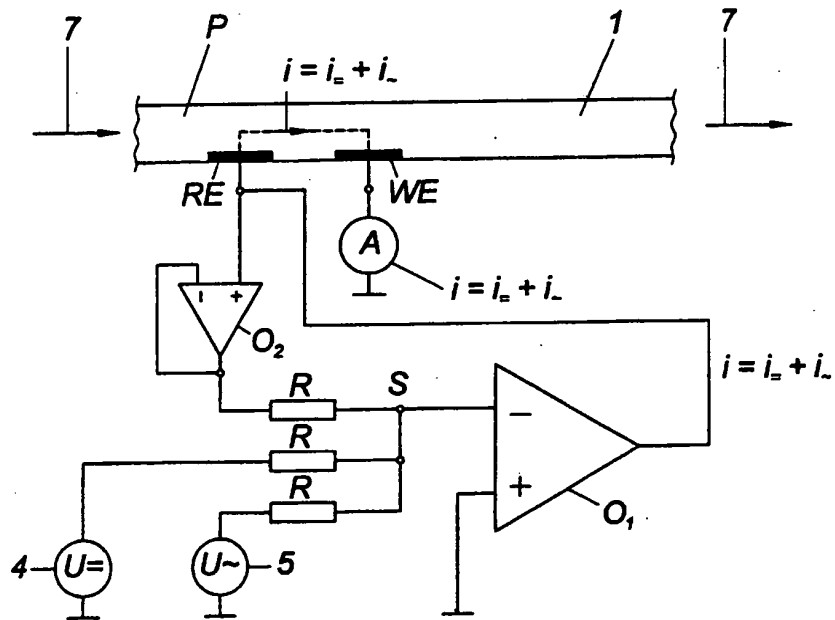 7 P 1 7
i = i₌ + i~
RE WE
A
i = i₌ + i~
− +
O₂
i = i₌ + i~
R S
−
R
+
R O₁
4 U= U~ 5